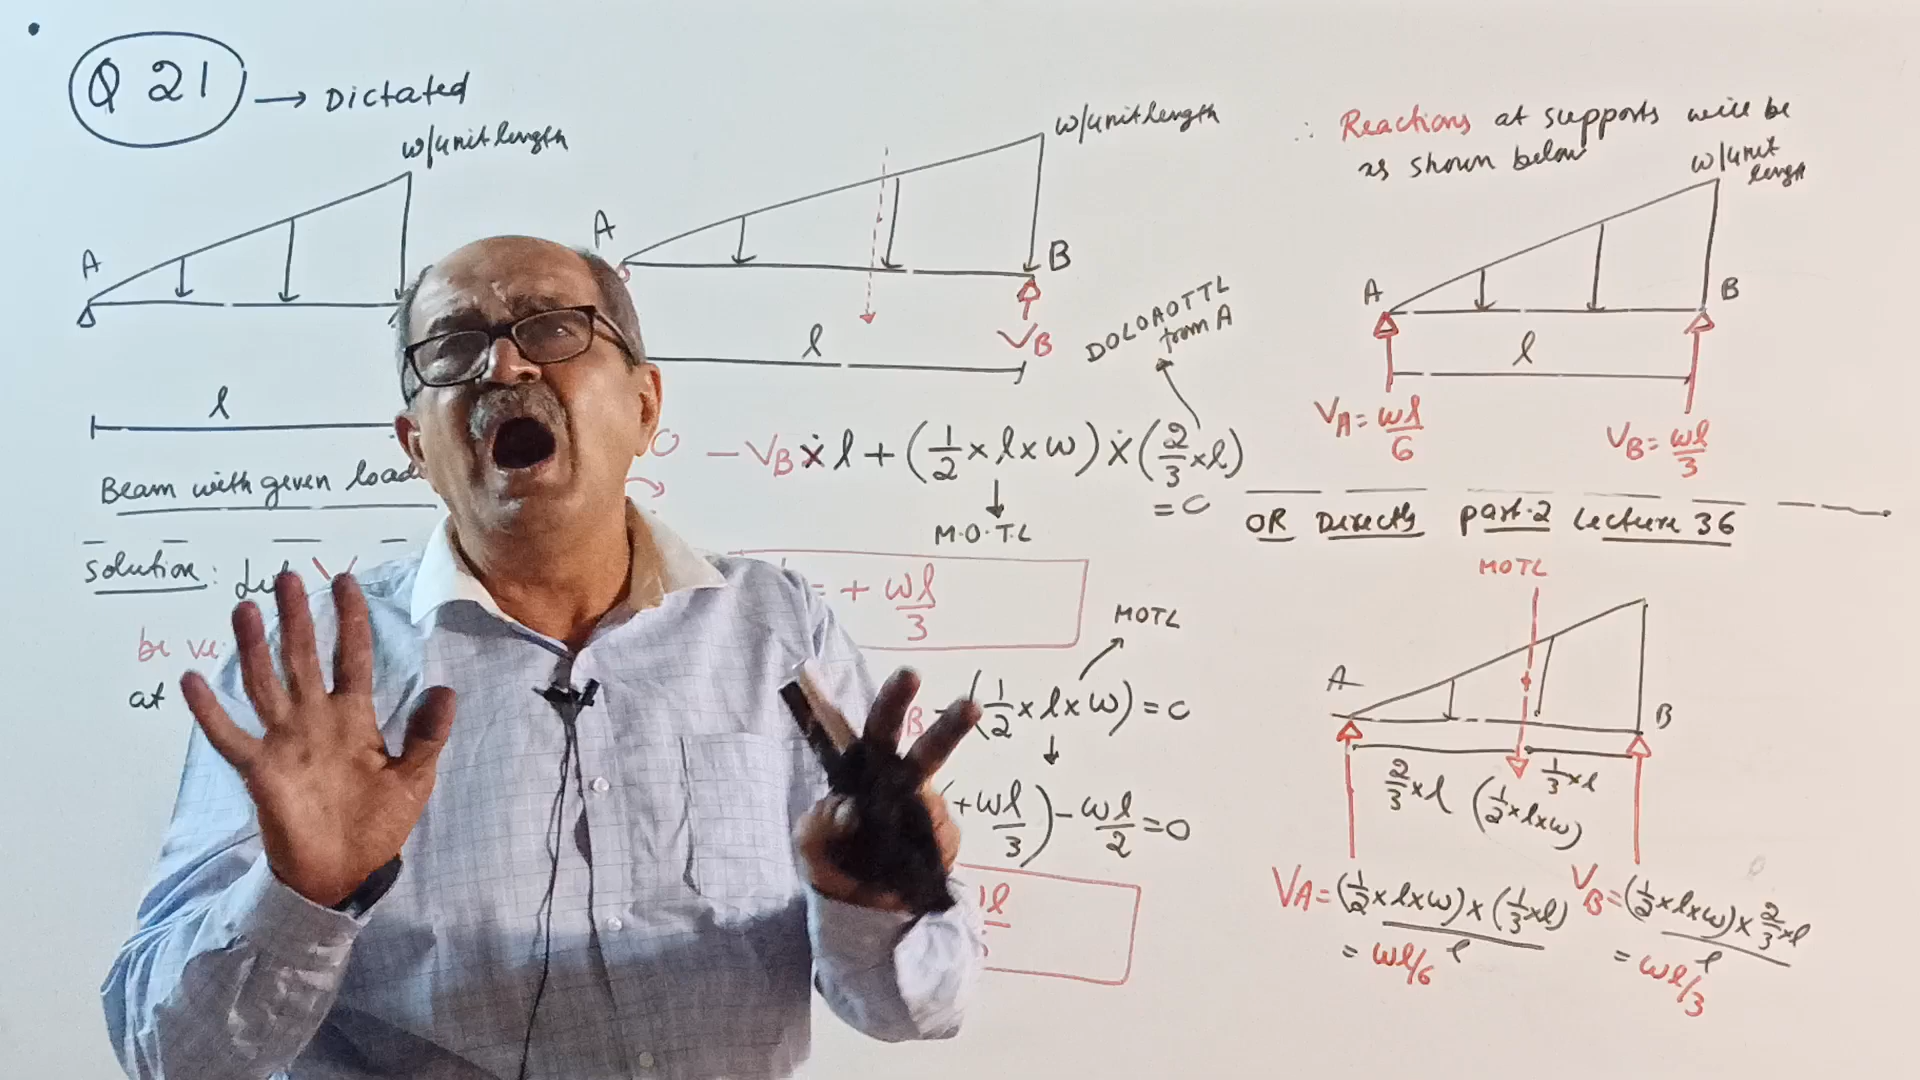 Q 21 → Dictated
w/unit length
A
l
Beam with given load
Solution:
be ve
at
w/unit length
A
B
VB
l
DOLOAOTTL
from A
O - VB × l + (1/2 × l × w) × (2/3 × l)
= 0
M.O.T.L
= + wl/3
MOTL
B - (1/2 × l × w) = 0
(+wl/3) - wl/2 = 0
∴ Reactions at supports will be
as shown below
w/unit
length
A
B
l
VA = wl/6
VB = wl/3
OR Directly part-2 Lecture 36
MOTL
A
B
2/3 × l
1/3 × l
(1/2 × l × w)
VA = (1/2 × l × w) × (1/3 × l) / l
= wl/6
VB = (1/2 × l × w) × 2/3 × l / l
= wl/3